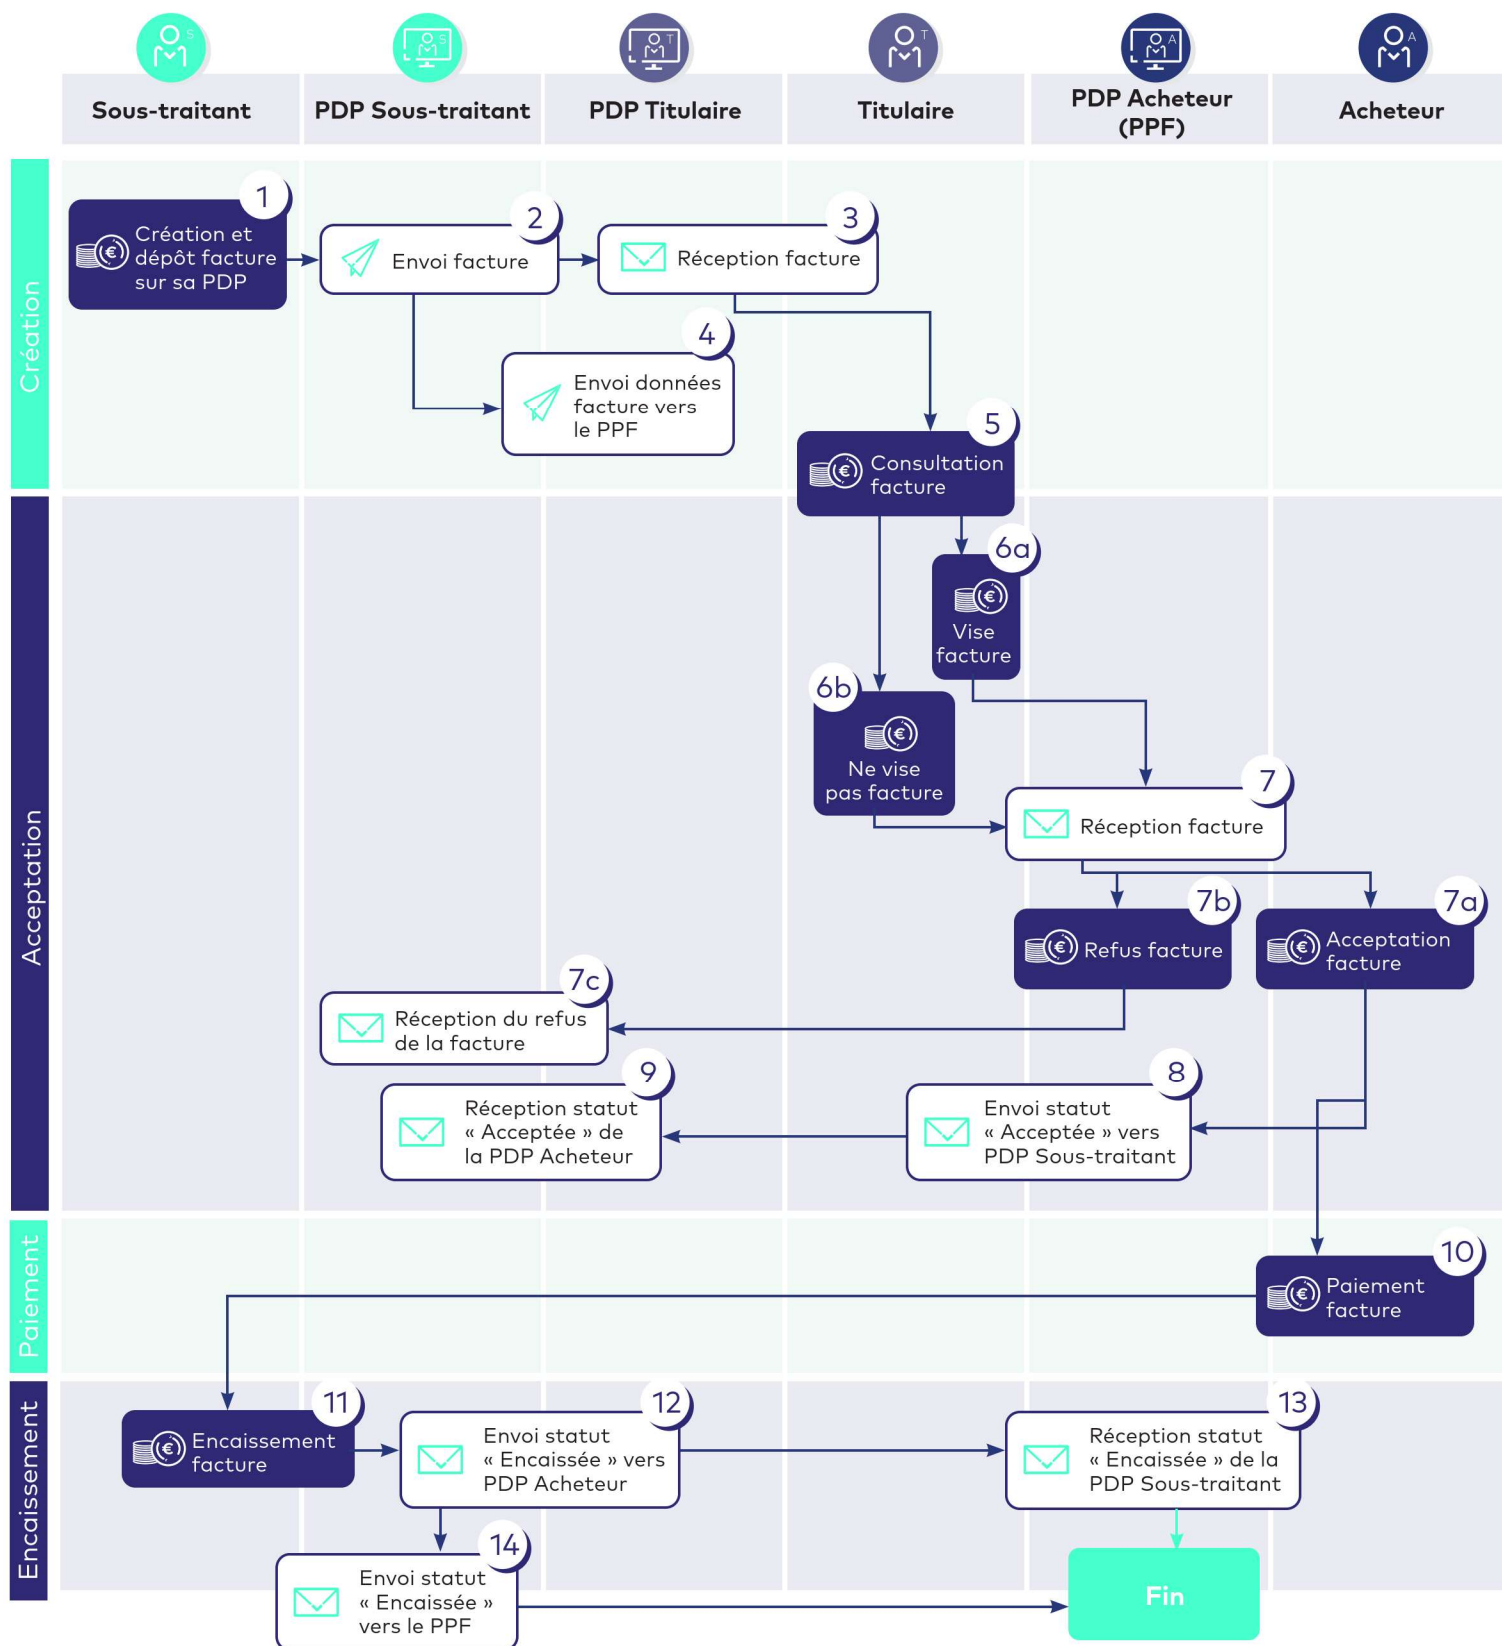 S
S
T
T
A
A
Sous-traitant
PDP Sous-traitant
PDP Titulaire
Titulaire
PDP Acheteur
(PPF)
Acheteur
Création
1
Création et
dépôt facture
sur sa PDP
2
Envoi facture
3
Réception facture
4
Envoi données
facture vers
le PPF
5
Consultation
facture
Acceptation
6a
Vise
facture
6b
Ne vise
pas facture
7
Réception facture
7b
Refus facture
7a
Acceptation
facture
7c
Réception du refus
de la facture
9
Réception statut
« Acceptée » de
la PDP Acheteur
8
Envoi statut
« Acceptée » vers
PDP Sous-traitant
Paiement
10
Paiement
facture
Encaissement
11
Encaissement
facture
12
Envoi statut
« Encaissée » vers
PDP Acheteur
13
Réception statut
« Encaissée » de la
PDP Sous-traitant
14
Envoi statut
« Encaissée »
vers le PPF
Fin